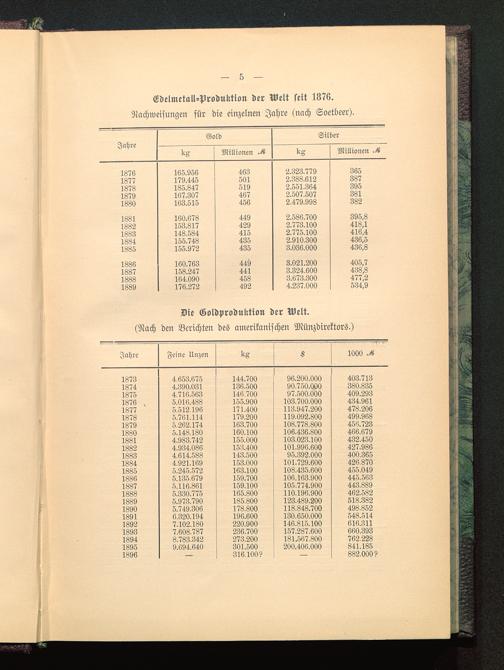 — 5 —
Edelmetall-Produktion der Welt seit 1876.
Nachweisungen für die einzelnen Jahre (nach Soetbeer).
Jahre Gold Silber
kg Millionen ℳ kg Millionen ℳ
1876 165.956 463 2.323.779 365
1877 179.445 501 2.388.612 387
1878 185.847 519 2.551.364 395
1879 167.307 467 2.507.507 381
1880 163.515 456 2.479.998 382
1881 160.678 449 2.586.700 395,8
1882 153.817 429 2.773.100 418,1
1883 148.584 415 2.775.100 416,4
1884 155.748 435 2.910.300 436,5
1885 155.972 435 3.036.000 436,8
1886 160.763 449 3.021.200 405,7
1887 158.247 441 3.324.600 438,8
1888 164.090 458 3.673.300 477,2
1889 176.272 492 4.237.000 534,9
Die Goldproduktion der Welt.
(Nach den Berichten des amerikanischen Münzdirektors.)
Jahre Feine Unzen kg $ 1000 ℳ
1873 4.653.675 144.700 96.200.000 403.713
1874 4.390.031 136.500 90.750.000 380.835
1875 4.716.563 146.700 97.500.000 409.293
1876 5.016.488 155.900 103.700.000 434.961
1877 5.512.196 171.400 113.947.200 478.206
1878 5.761.114 179.200 119.092.800 499.968
1879 5.262.174 163.700 108.778.800 456.723
1880 5.148.180 160.100 106.436.800 466.679
1881 4.983.742 155.000 103.023.100 432.450
1882 4.934.086 153.400 101.996.600 427.986
1883 4.614.588 143.500 95.392.000 400.365
1884 4.921.169 153.000 101.729.600 426.870
1885 5.245.572 163.100 108.435.600 455.049
1886 5.135.679 159.700 106.163.900 445.563
1887 5.116.861 159.100 105.774.900 443.889
1888 5.330.775 165.800 110.196.900 462.582
1889 5.973.790 185.800 123.489.200 518.382
1890 5.749.306 178.800 118.848.700 498.852
1891 6.320.194 196.600 130.650.000 548.514
1892 7.102.180 220.900 146.815.100 616.311
1893 7.608.787 236.700 157.287.600 660.393
1894 8.783.342 273.200 181.567.800 762.228
1895 9.694.640 301.500 200.406.000 841.185
1896 — 316.100? — 882.000?